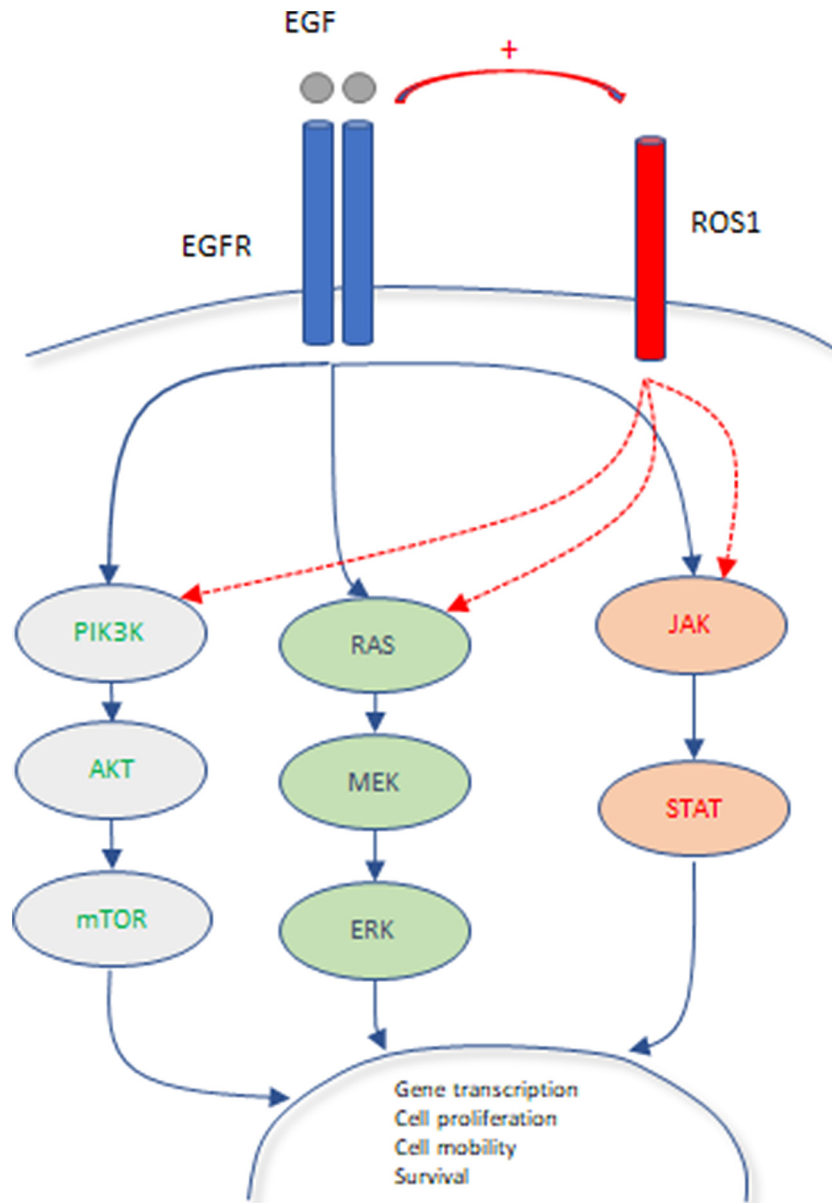 EGF
+
EGFR
ROS1
PIK3K
RAS
JAK
AKT
MEK
STAT
mTOR
ERK
Gene transcription
Cell proliferation
Cell mobility
Survival